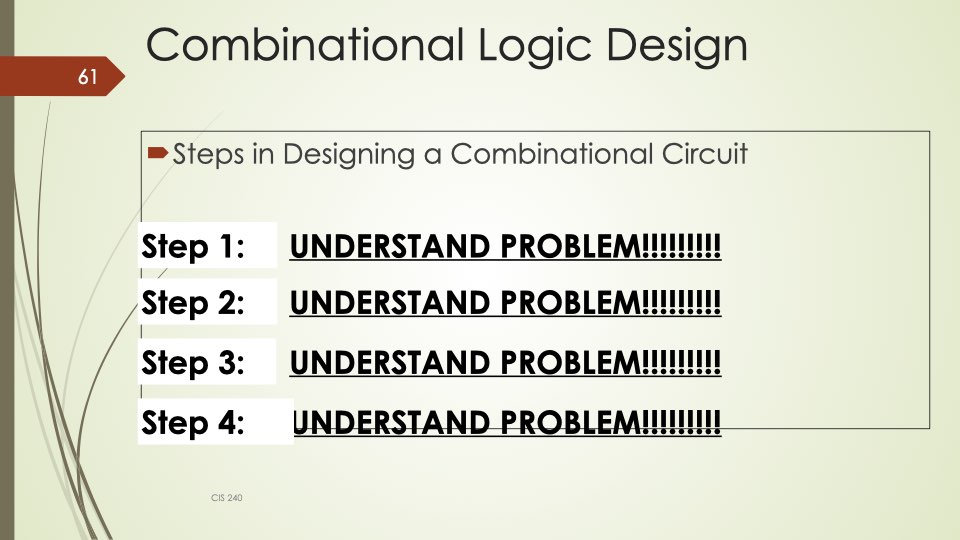 Combinational Logic Design
61
Steps in Designing a Combinational Circuit
Step 1: UNDERSTAND PROBLEM!!!!!!!!!
Step 2: UNDERSTAND PROBLEM!!!!!!!!!
Step 3: UNDERSTAND PROBLEM!!!!!!!!!
Step 4: UNDERSTAND PROBLEM!!!!!!!!!
CIS 240